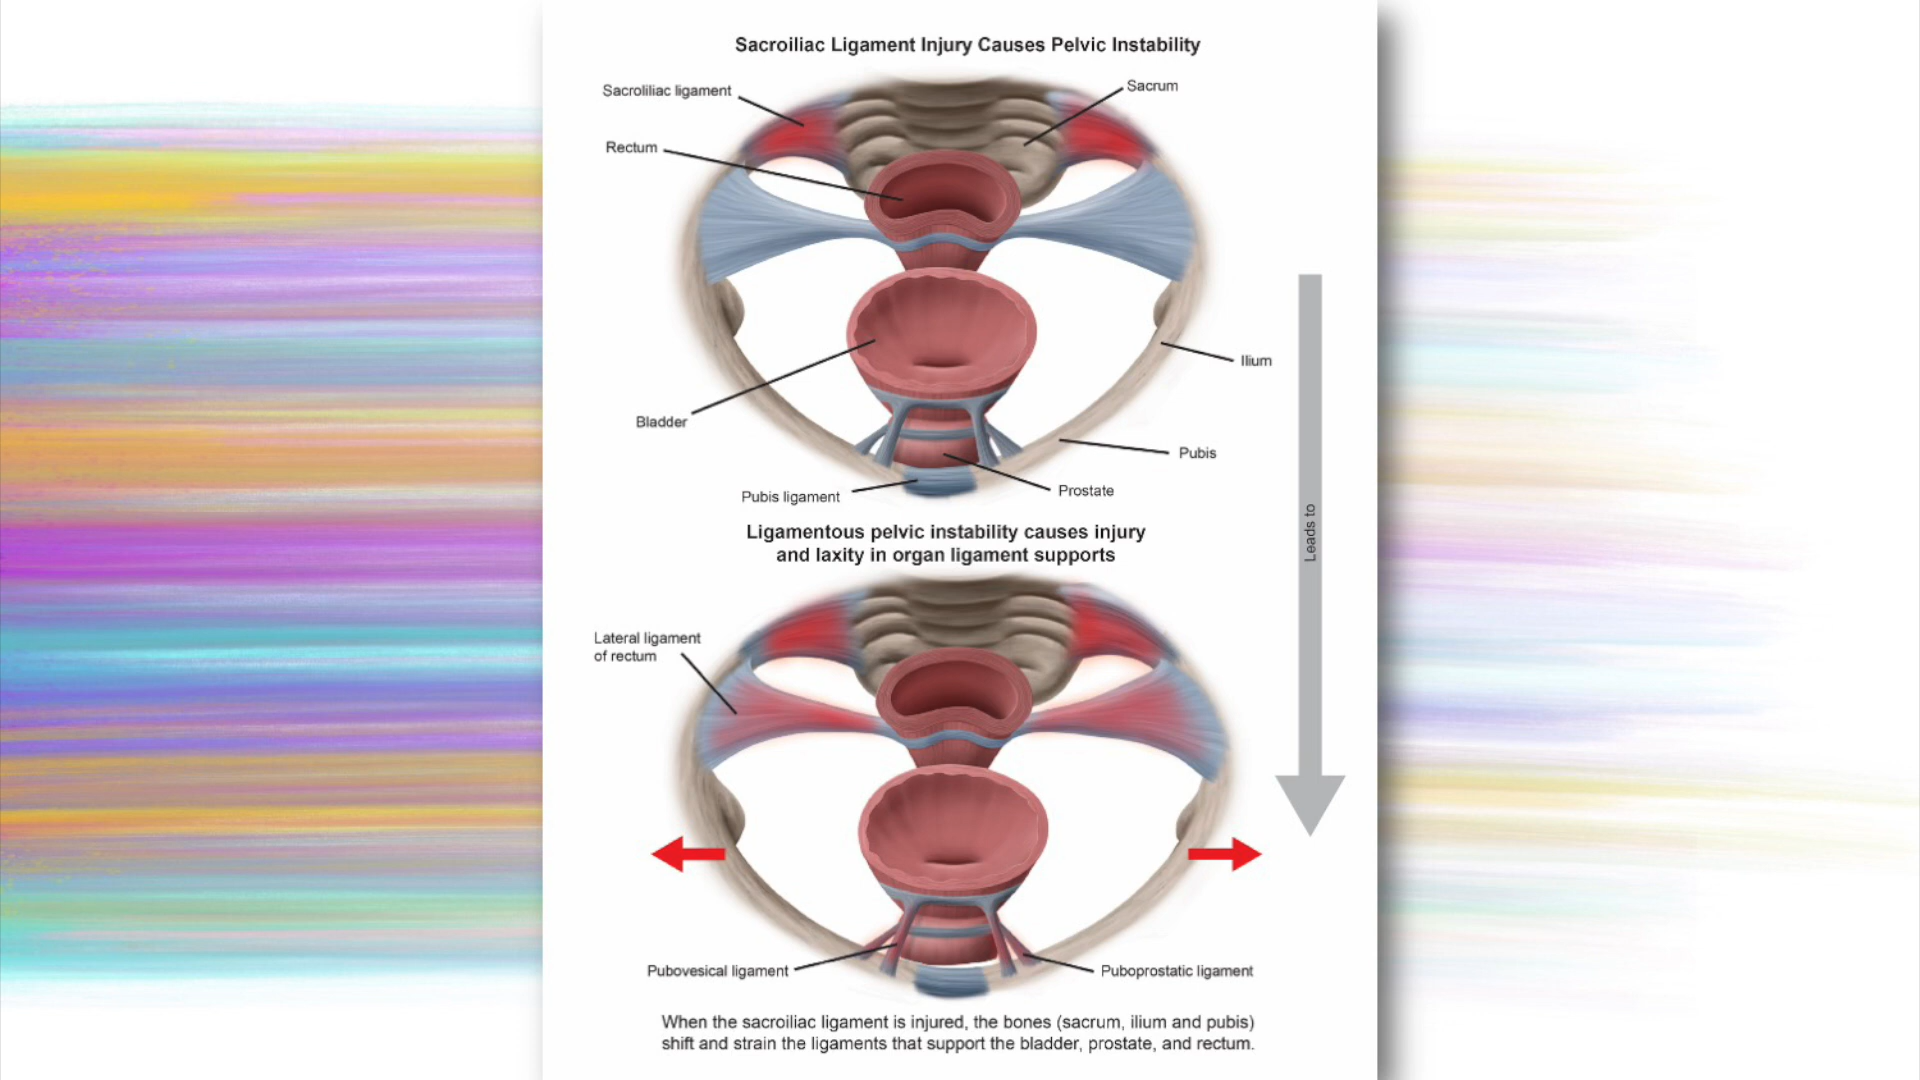 Sacroiliac Ligament Injury Causes Pelvic Instability
Sacroliliac ligament
Sacrum
Rectum
Ilium
Bladder
Pubis
Pubis ligament
Prostate
Leads to
Ligamentous pelvic instability causes injury
and laxity in organ ligament supports
Lateral ligament
of rectum
Pubovesical ligament
Puboprostatic ligament
When the sacroiliac ligament is injured, the bones (sacrum, ilium and pubis)
shift and strain the ligaments that support the bladder, prostate, and rectum.